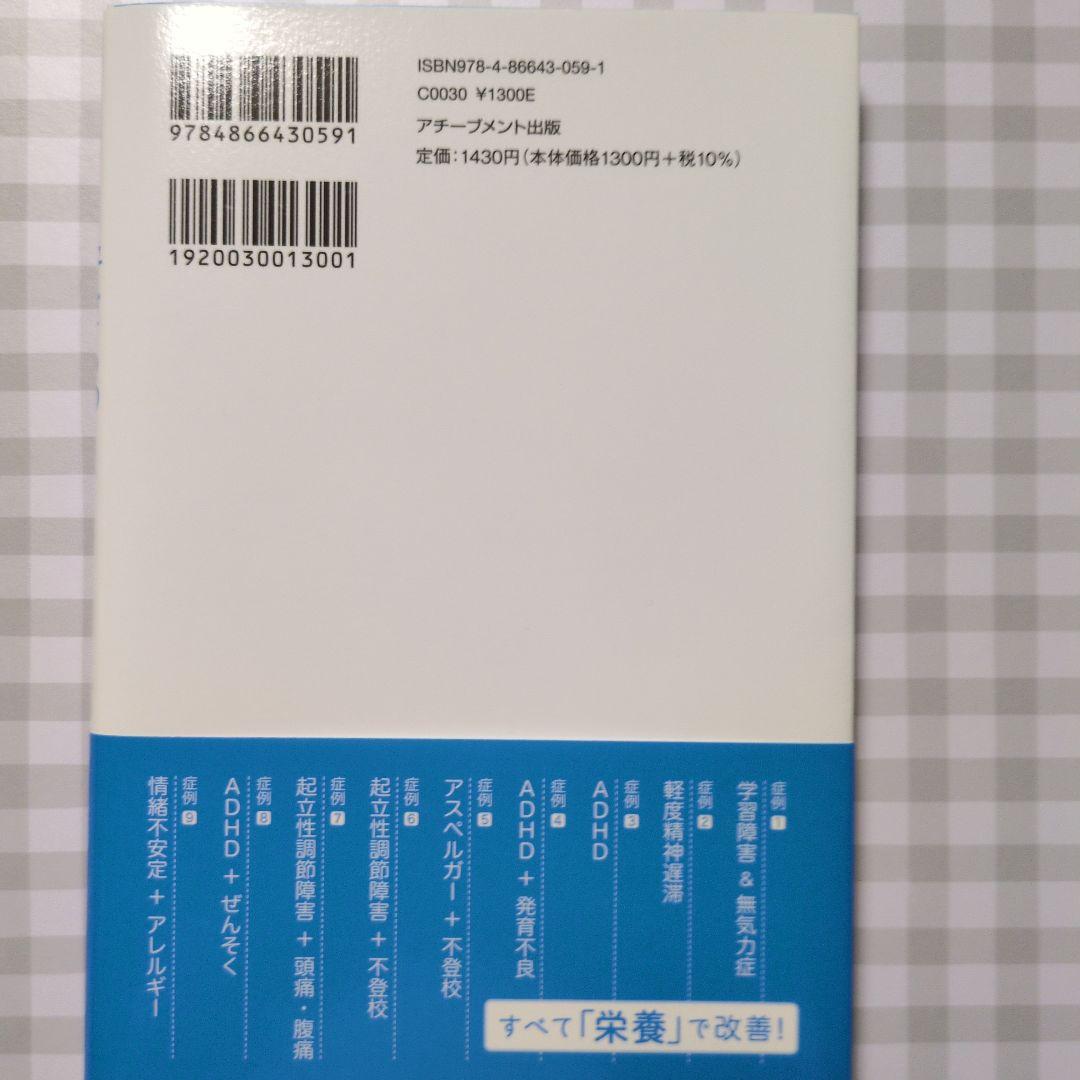 9784866430591
1920030013001
ISBN978-4-86643-059-1
C0030 ¥1300E
アチーブメント出版
定価：1430円（本体価格1300円＋税10%）
症例1
学習障害＆無気力症
症例2
軽度精神遅滞
症例3
ADHD
症例4
ADHD＋発育不良
症例5
アスペルガー＋不登校
症例6
起立性調節障害＋不登校
症例7
起立性調節障害＋頭痛・腹痛
症例8
ADHD＋ぜんそく
症例9
情緒不安定＋アレルギー
すべて「栄養」で改善！